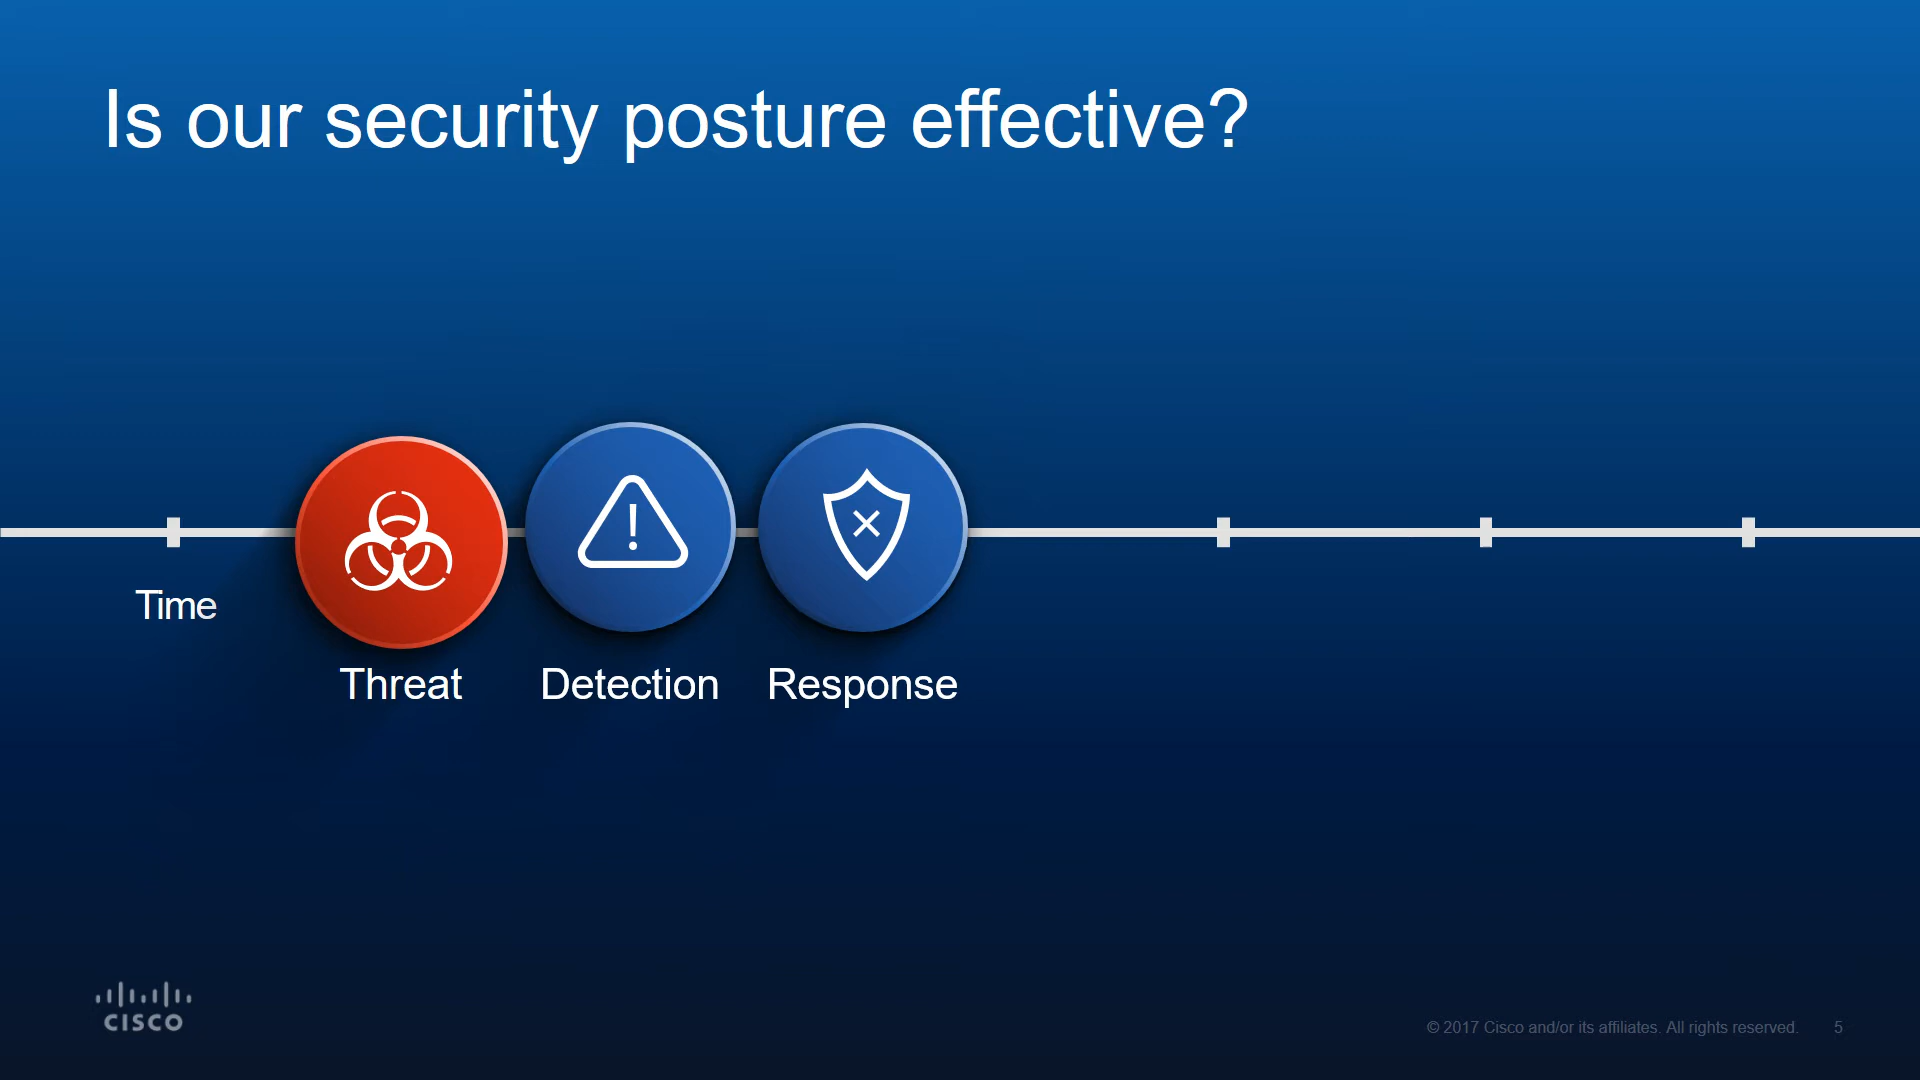 Is our security posture effective?
Time
Threat
Detection
Response
CISCO
© 2017 Cisco and/or its affiliates. All rights reserved. 5